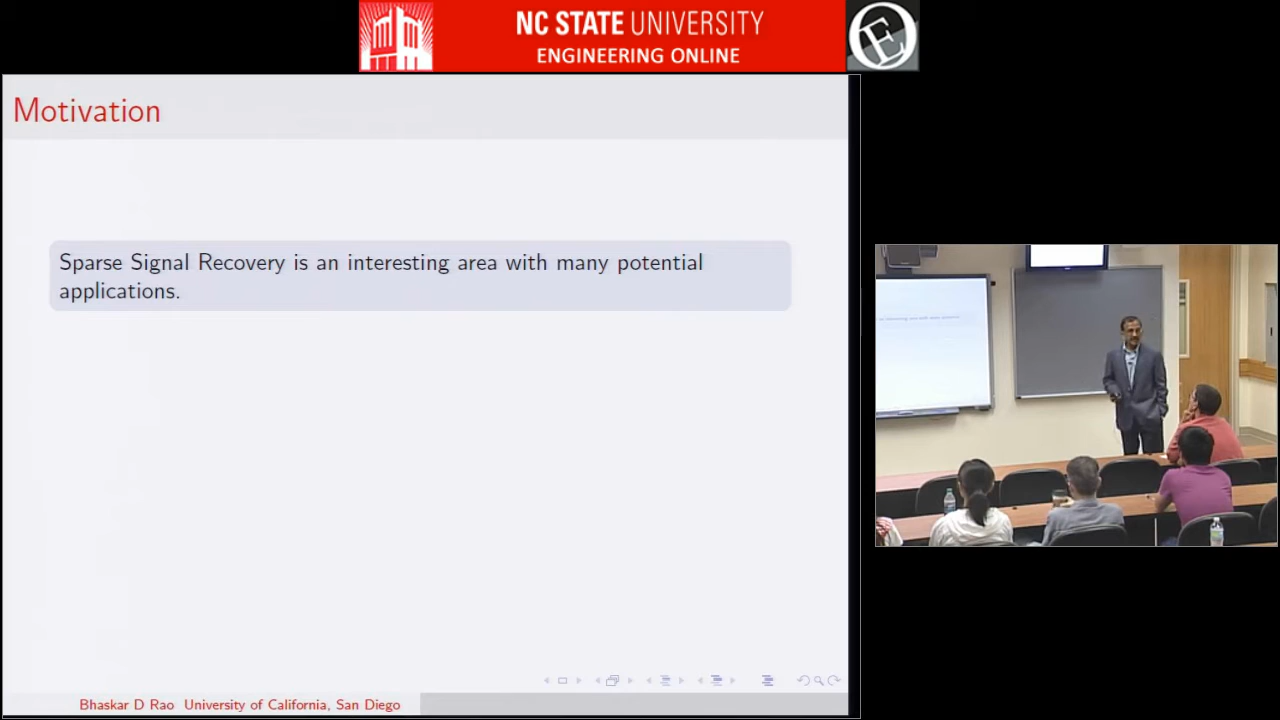 NC STATE UNIVERSITY
ENGINEERING ONLINE
Motivation
Sparse Signal Recovery is an interesting area with many potential
applications.
Bhaskar D Rao University of California, San Diego